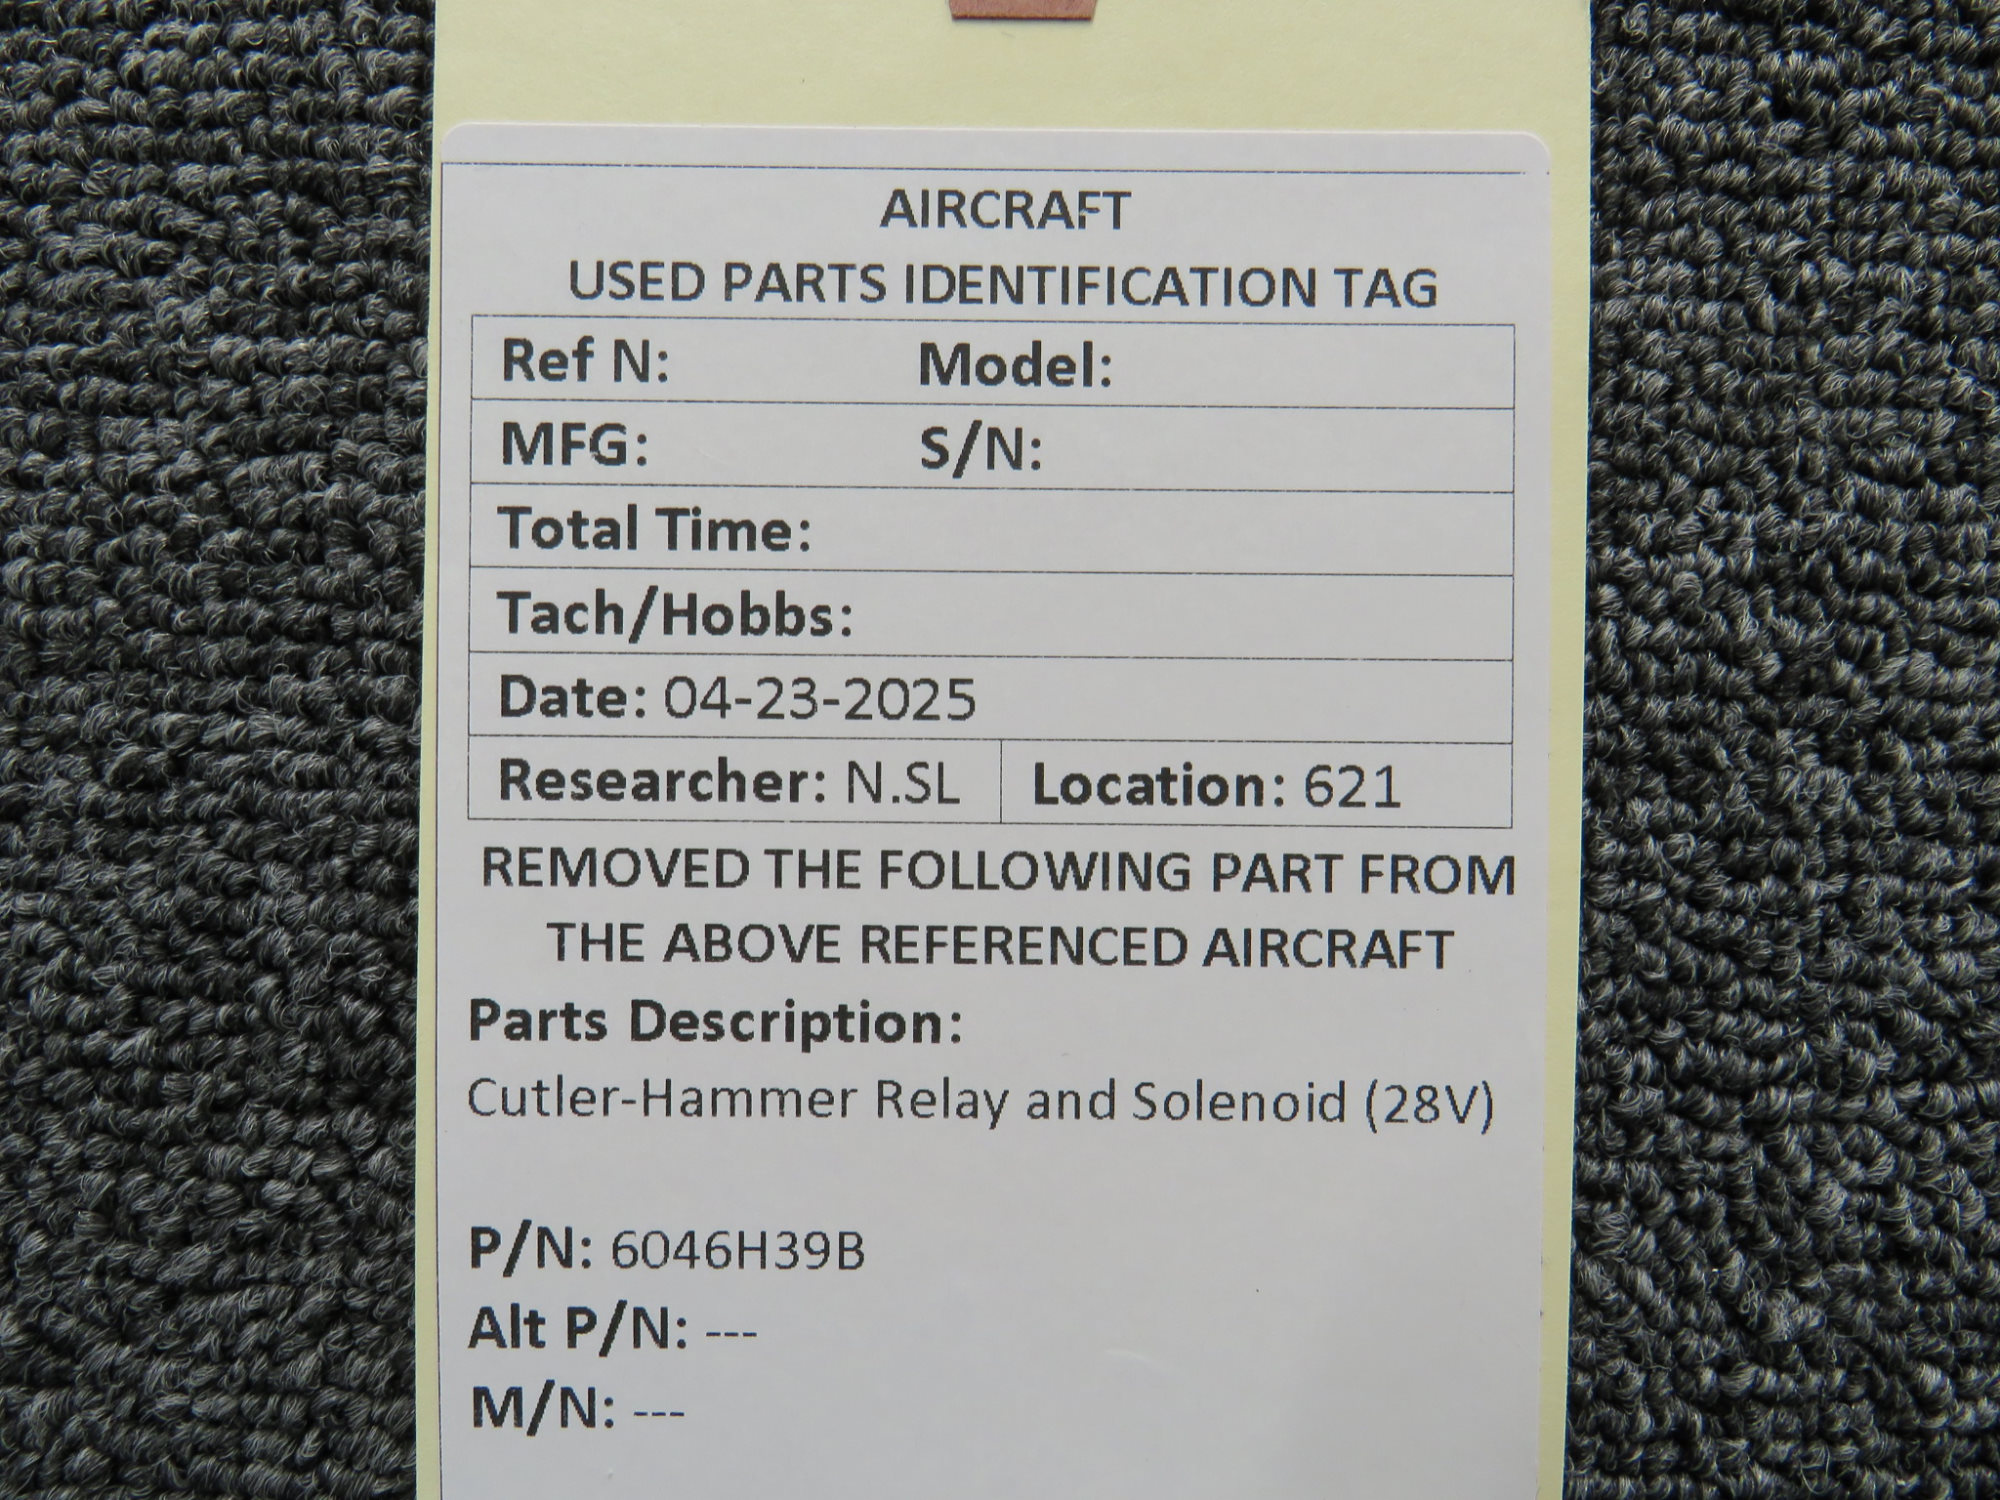 AIRCRAFT
USED PARTS IDENTIFICATION TAG
Ref N: Model:
MFG: S/N:
Total Time:
Tach/Hobbs:
Date: 04-23-2025
Researcher: N.SL Location: 621
REMOVED THE FOLLOWING PART FROM
THE ABOVE REFERENCED AIRCRAFT
Parts Description:
Cutler-Hammer Relay and Solenoid (28V)
P/N: 6046H39B
Alt P/N: ---
M/N: ---